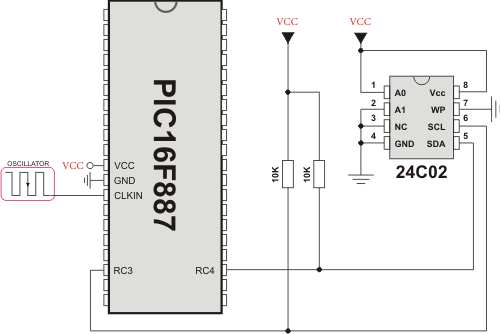 VCC
VCC
PIC16F887
1 A0 Vcc 8
2 A1 WP 7
3 NC SCL 6
4 GND SDA 5
24C02
10K
10K
OSCILLATOR
VCC VCC
GND
CLKIN
RC3 RC4